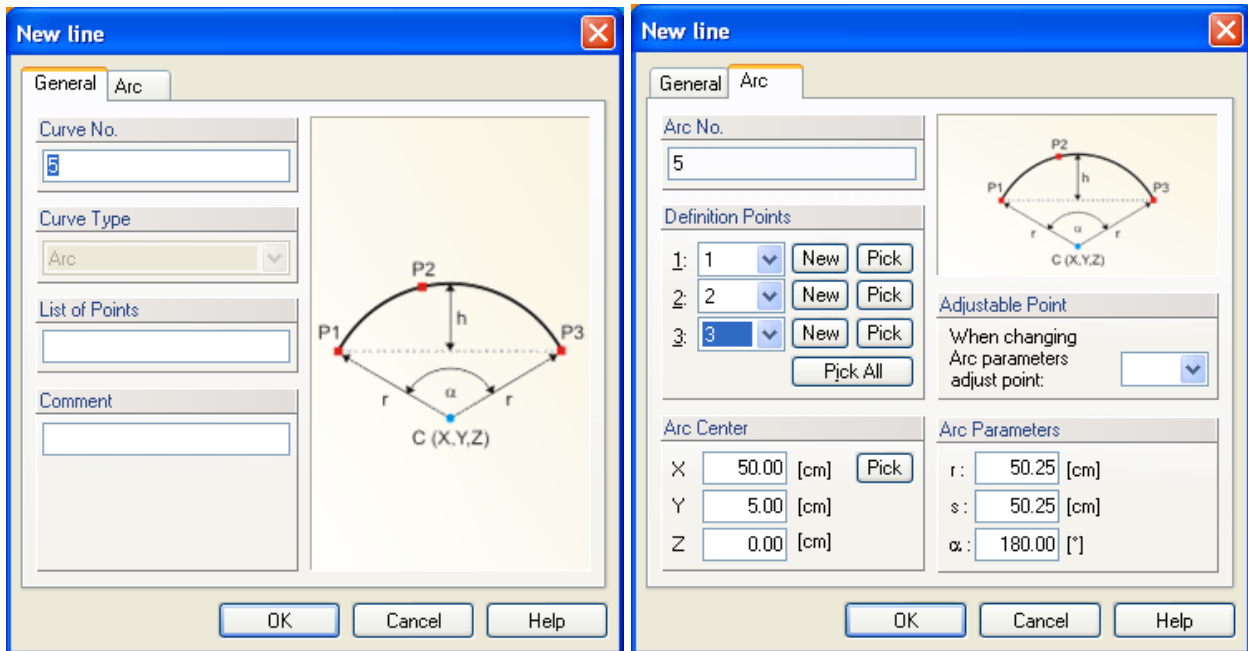 New line
General Arc
Curve No.
5
Curve Type
Arc
List of Points
Comment
P2
h
P1 P3
α
r r
C (X,Y,Z)
OK Cancel Help
New line
General Arc
Arc No.
5
P2
h
P1 P3
α
r r
C (X,Y,Z)
Definition Points
1: 1 New Pick
2: 2 New Pick
3: 3 New Pick
Pick All
Adjustable Point
When changing
Arc parameters
adjust point:
Arc Center
X 50.00 [cm] Pick
Y 5.00 [cm]
Z 0.00 [cm]
Arc Parameters
r: 50.25 [cm]
s: 50.25 [cm]
α: 180.00 [°]
OK Cancel Help